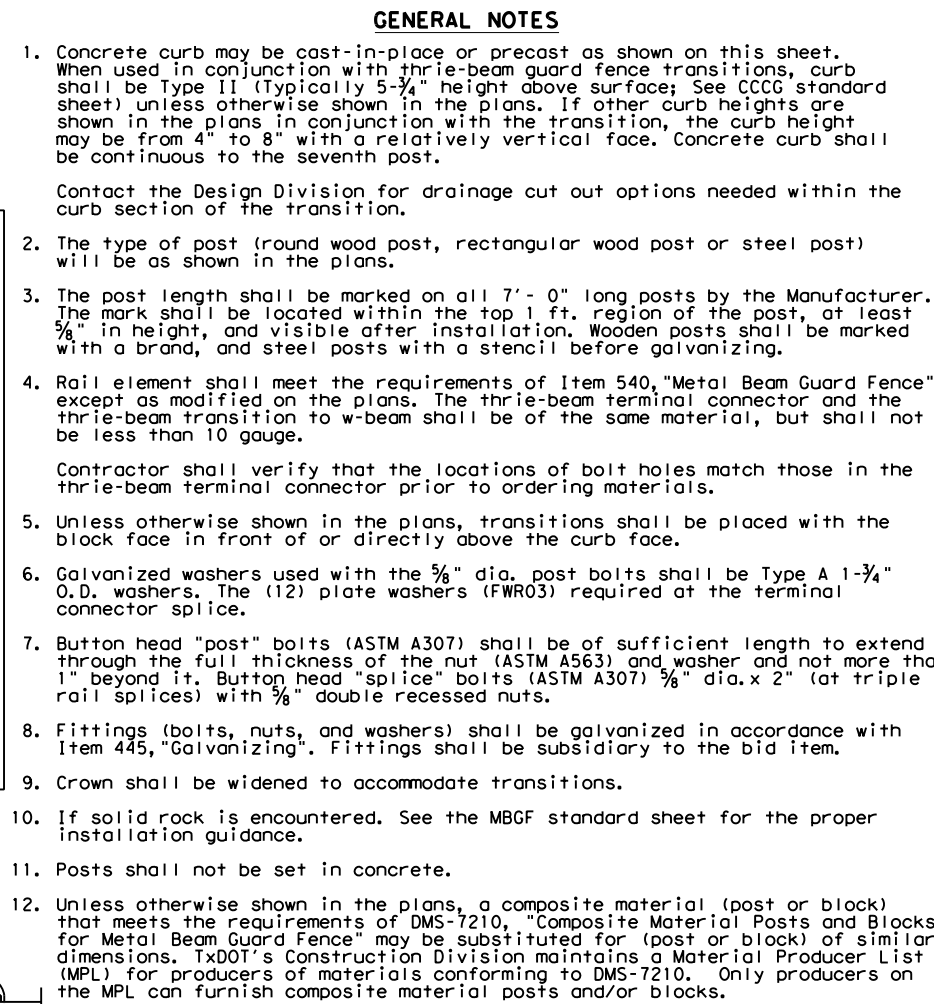 GENERAL NOTES
1. Concrete curb may be cast-in-place or precast as shown on this sheet.
When used in conjunction with thrie-beam guard fence transitions, curb
shall be Type II (Typically 5-¾" height above surface; See CCCG standard
sheet) unless otherwise shown in the plans. If other curb heights are
shown in the plans in conjunction with the transition, the curb height
may be from 4" to 8" with a relatively vertical face. Concrete curb shall
be continuous to the seventh post.
Contact the Design Division for drainage cut out options needed within the
curb section of the transition.
2. The type of post (round wood post, rectangular wood post or steel post)
will be as shown in the plans.
3. The post length shall be marked on all 7'- 0" long posts by the Manufacturer.
The mark shall be located within the top 1 ft. region of the post, at least
⅝" in height, and visible after installation. Wooden posts shall be marked
with a brand, and steel posts with a stencil before galvanizing.
4. Rail element shall meet the requirements of Item 540,"Metal Beam Guard Fence"
except as modified on the plans. The thrie-beam terminal connector and the
thrie-beam transition to w-beam shall be of the same material, but shall not
be less than 10 gauge.
Contractor shall verify that the locations of bolt holes match those in the
thrie-beam terminal connector prior to ordering materials.
5. Unless otherwise shown in the plans, transitions shall be placed with the
block face in front of or directly above the curb face.
6. Galvanized washers used with the ⅝" dia. post bolts shall be Type A 1-¾"
O.D. washers. The (12) plate washers (FWR03) required at the terminal
connector splice.
7. Button head "post" bolts (ASTM A307) shall be of sufficient length to extend
through the full thickness of the nut (ASTM A563) and washer and not more tha
1" beyond it. Button head "splice" bolts (ASTM A307) ⅝" dia.x 2" (at triple
rail splices) with ⅝" double recessed nuts.
8. Fittings (bolts, nuts, and washers) shall be galvanized in accordance with
Item 445,"Galvanizing". Fittings shall be subsidiary to the bid item.
9. Crown shall be widened to accommodate transitions.
10. If solid rock is encountered. See the MBGF standard sheet for the proper
installation guidance.
11. Posts shall not be set in concrete.
12. Unless otherwise shown in the plans, a composite material (post or block)
that meets the requirements of DMS-7210, "Composite Material Posts and Blocks
for Metal Beam Guard Fence" may be substituted for (post or block) of similar
dimensions. TxDOT's Construction Division maintains a Material Producer List
(MPL) for producers of materials conforming to DMS-7210. Only producers on
the MPL can furnish composite material posts and/or blocks.